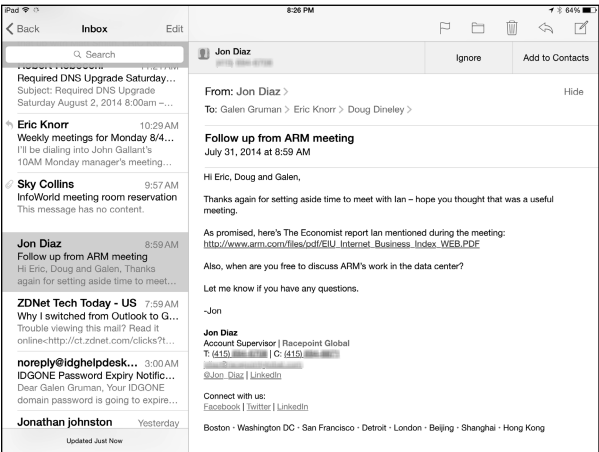 iPad
8:26 PM
64%
Back
Inbox
Edit
Search
11:21 AM
Required DNS Upgrade Saturday…
Subject: Required DNS Upgrade
Saturday August 2, 2014 8:00am –…
Eric Knorr 10:29 AM
Weekly meetings for Monday 8/4…
I'll be dialing into John Gallant's
10AM Monday manager's meeting…
Sky Collins 9:57 AM
InfoWorld meeting room reservation
This message has no content.
Jon Diaz 8:59 AM
Follow up from ARM meeting
Hi Eric, Doug and Galen, Thanks
again for setting aside time to meet…
ZDNet Tech Today - US 7:59 AM
Why I switched from Outlook to G…
Trouble viewing this mail? Read it
online<http://ct.zdnet.com/clicks?t…
noreply@idghelpdesk… 3:00 AM
IDGONE Password Expiry Notific…
Dear Galen Gruman, Your IDGONE
domain password is going to expire…
Jonathan johnston Yesterday
Updated Just Now
Jon Diaz
Ignore
Add to Contacts
From: Jon Diaz >
Hide
To: Galen Gruman > Eric Knorr > Doug Dineley >
Follow up from ARM meeting
July 31, 2014 at 8:59 AM
Hi Eric, Doug and Galen,
Thanks again for setting aside time to meet with Ian – hope you thought that was a useful
meeting.
As promised, here's The Economist report Ian mentioned during the meeting:
http://www.arm.com/files/pdf/EIU_Internet_Business_Index_WEB.PDF
Also, when are you free to discuss ARM's work in the data center?
Let me know if you have any questions.
-Jon
Jon Diaz
Account Supervisor | Racepoint Global
T: (415) | C: (415)
@Jon_Diaz | LinkedIn
Connect with us:
Facebook | Twitter | LinkedIn
Boston · Washington DC · San Francisco · Detroit · London · Beijing · Shanghai · Hong Kong